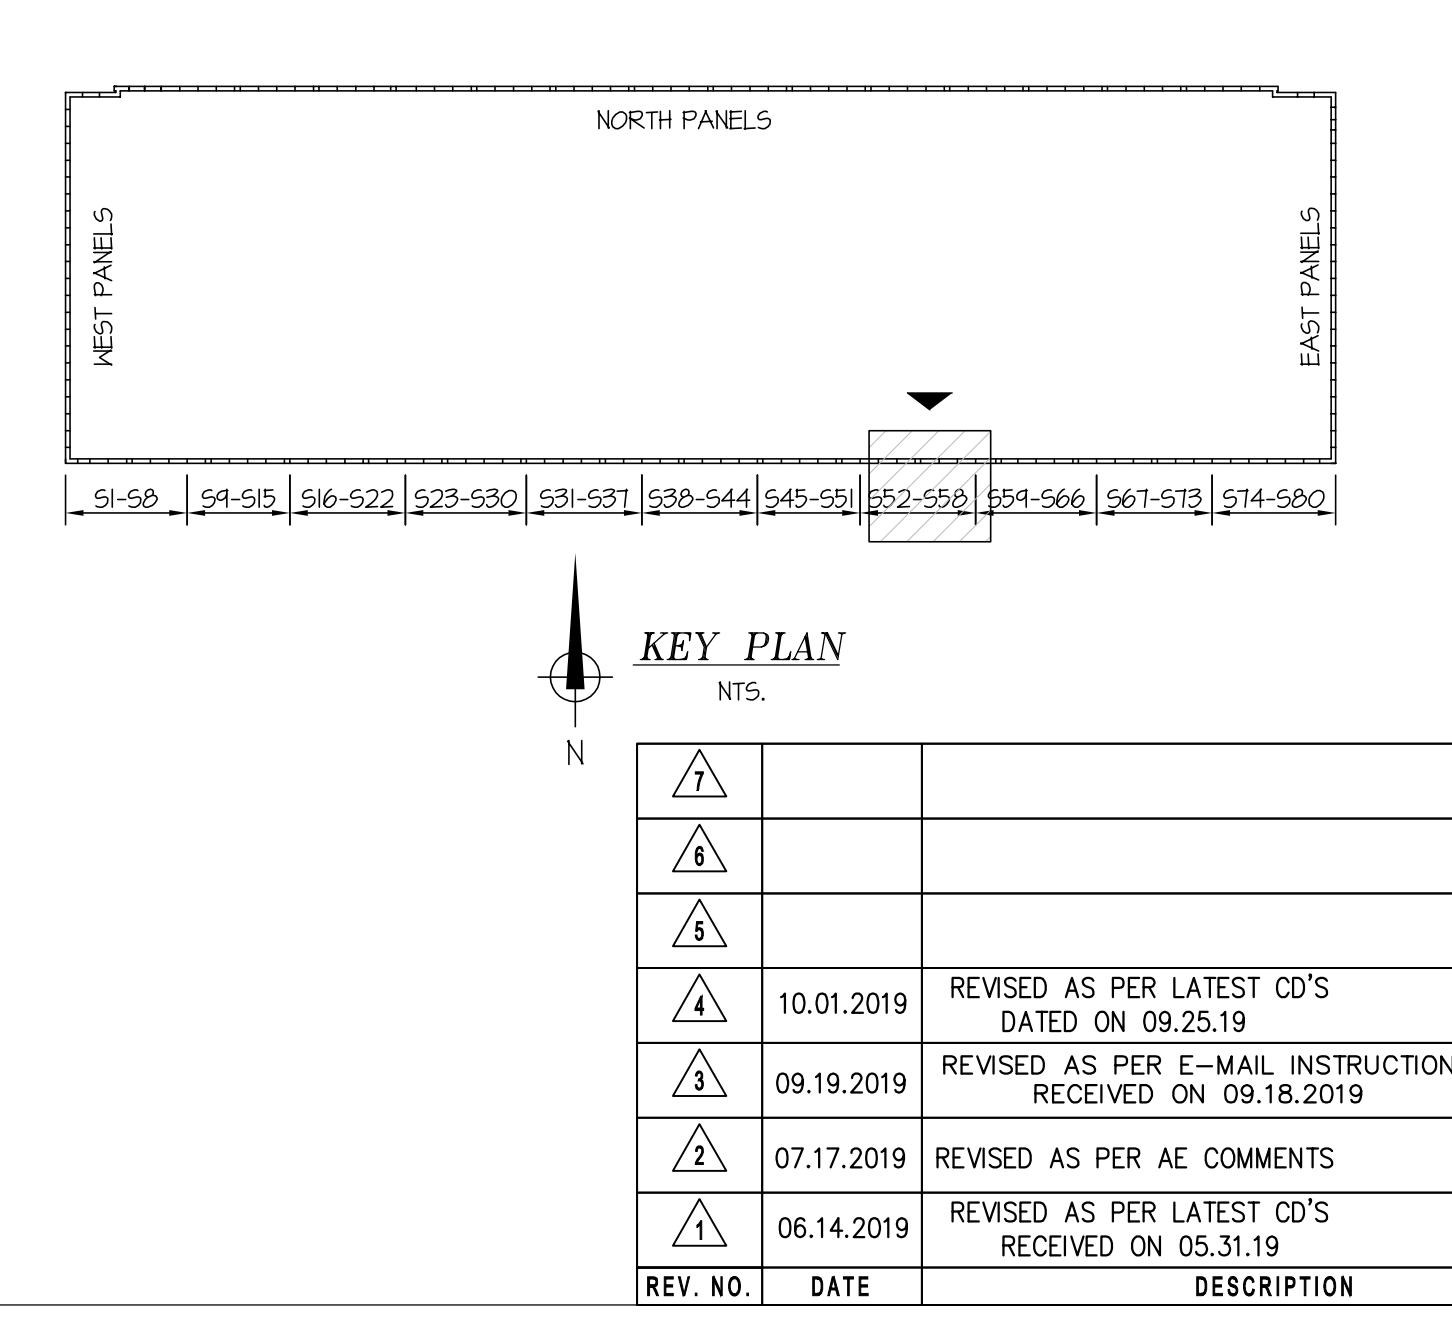 NORTH PANELS
WEST PANELS
EAST PANELS
S1-S8 S9-S15 S16-S22 S23-S30 S31-S37 S38-S44 S45-S51 S52-S58 S59-S66 S67-S73 S74-S80
KEY PLAN
NTS.
N
7
6
5
4 10.01.2019 REVISED AS PER LATEST CD'S
DATED ON 09.25.19
3 09.19.2019 REVISED AS PER E-MAIL INSTRUCTION
RECEIVED ON 09.18.2019
2 07.17.2019 REVISED AS PER AE COMMENTS
1 06.14.2019 REVISED AS PER LATEST CD'S
RECEIVED ON 05.31.19
REV. NO. DATE DESCRIPTION